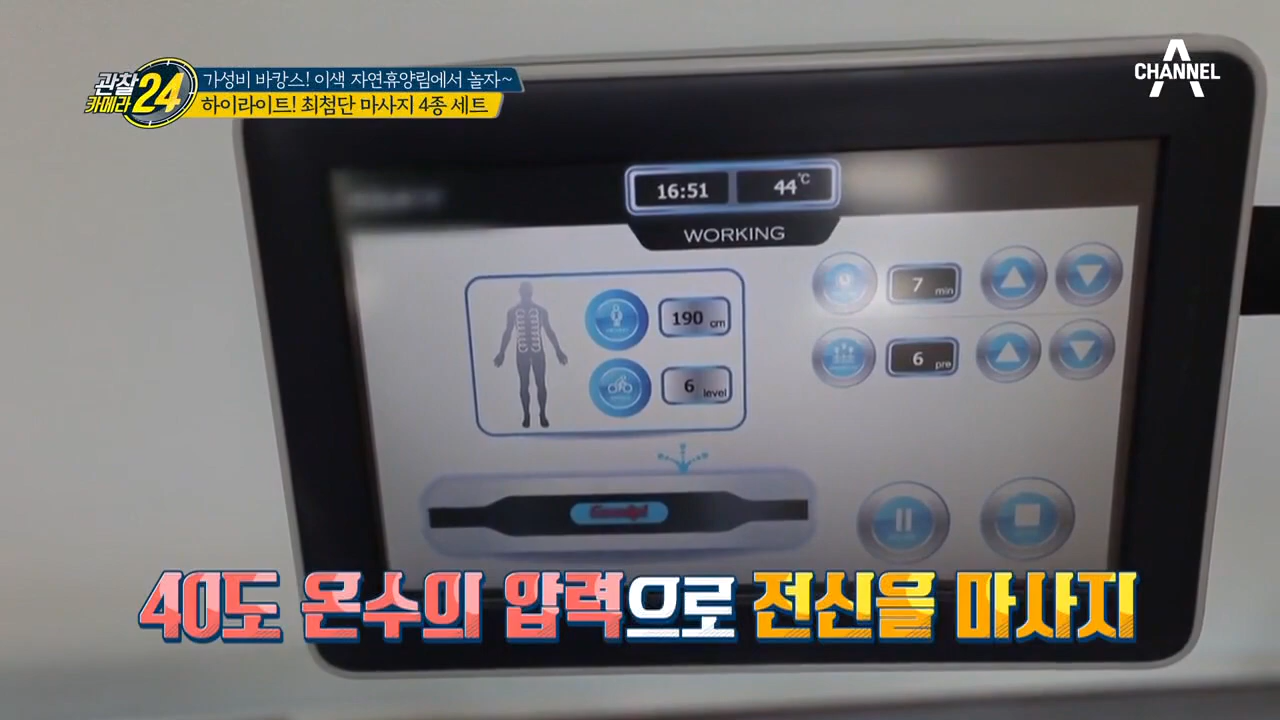 관찰
카메라
24
가성비 바캉스! 이색 자연휴양림에서 놀자~
하이라이트! 최첨단 마사지 4종 세트
CHANNEL A
16:51
44℃
WORKING
190 cm
6 level
7 min
6 pre
40도 온수의 압력으로 전신을 마사지